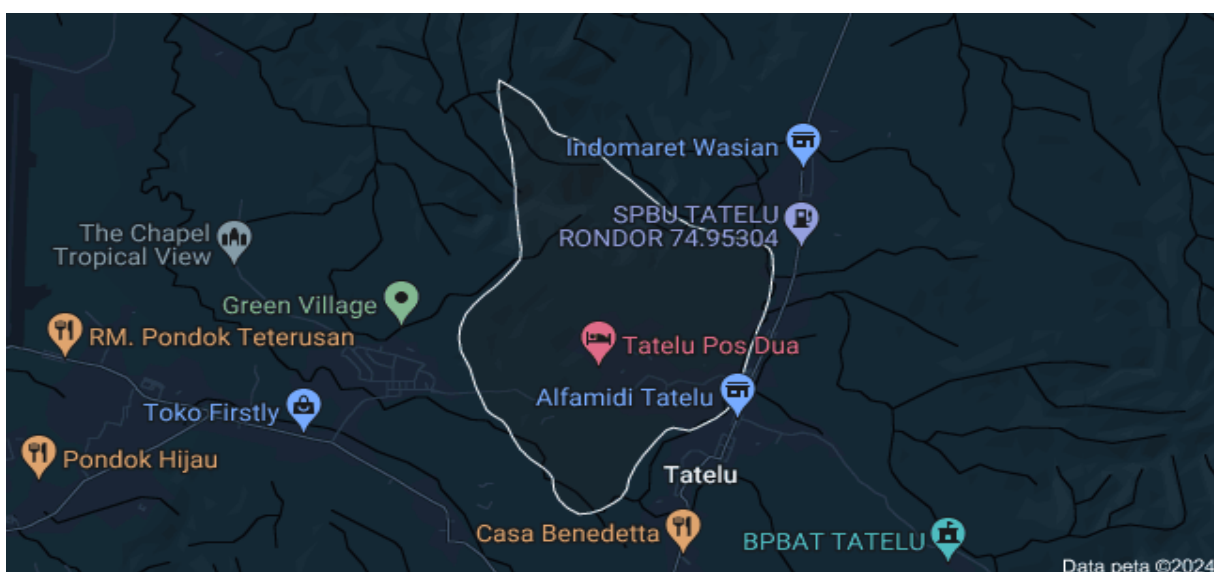 Indomaret Wasian
SPBU TATELU
RONDOR 74.95304
The Chapel
Tropical View
Green Village
RM. Pondok Teterusan
Tatelu Pos Dua
Alfamidi Tatelu
Toko Firstly
Pondok Hijau
Tatelu
Casa Benedetta
BPBAT TATELU
Data peta ©2024